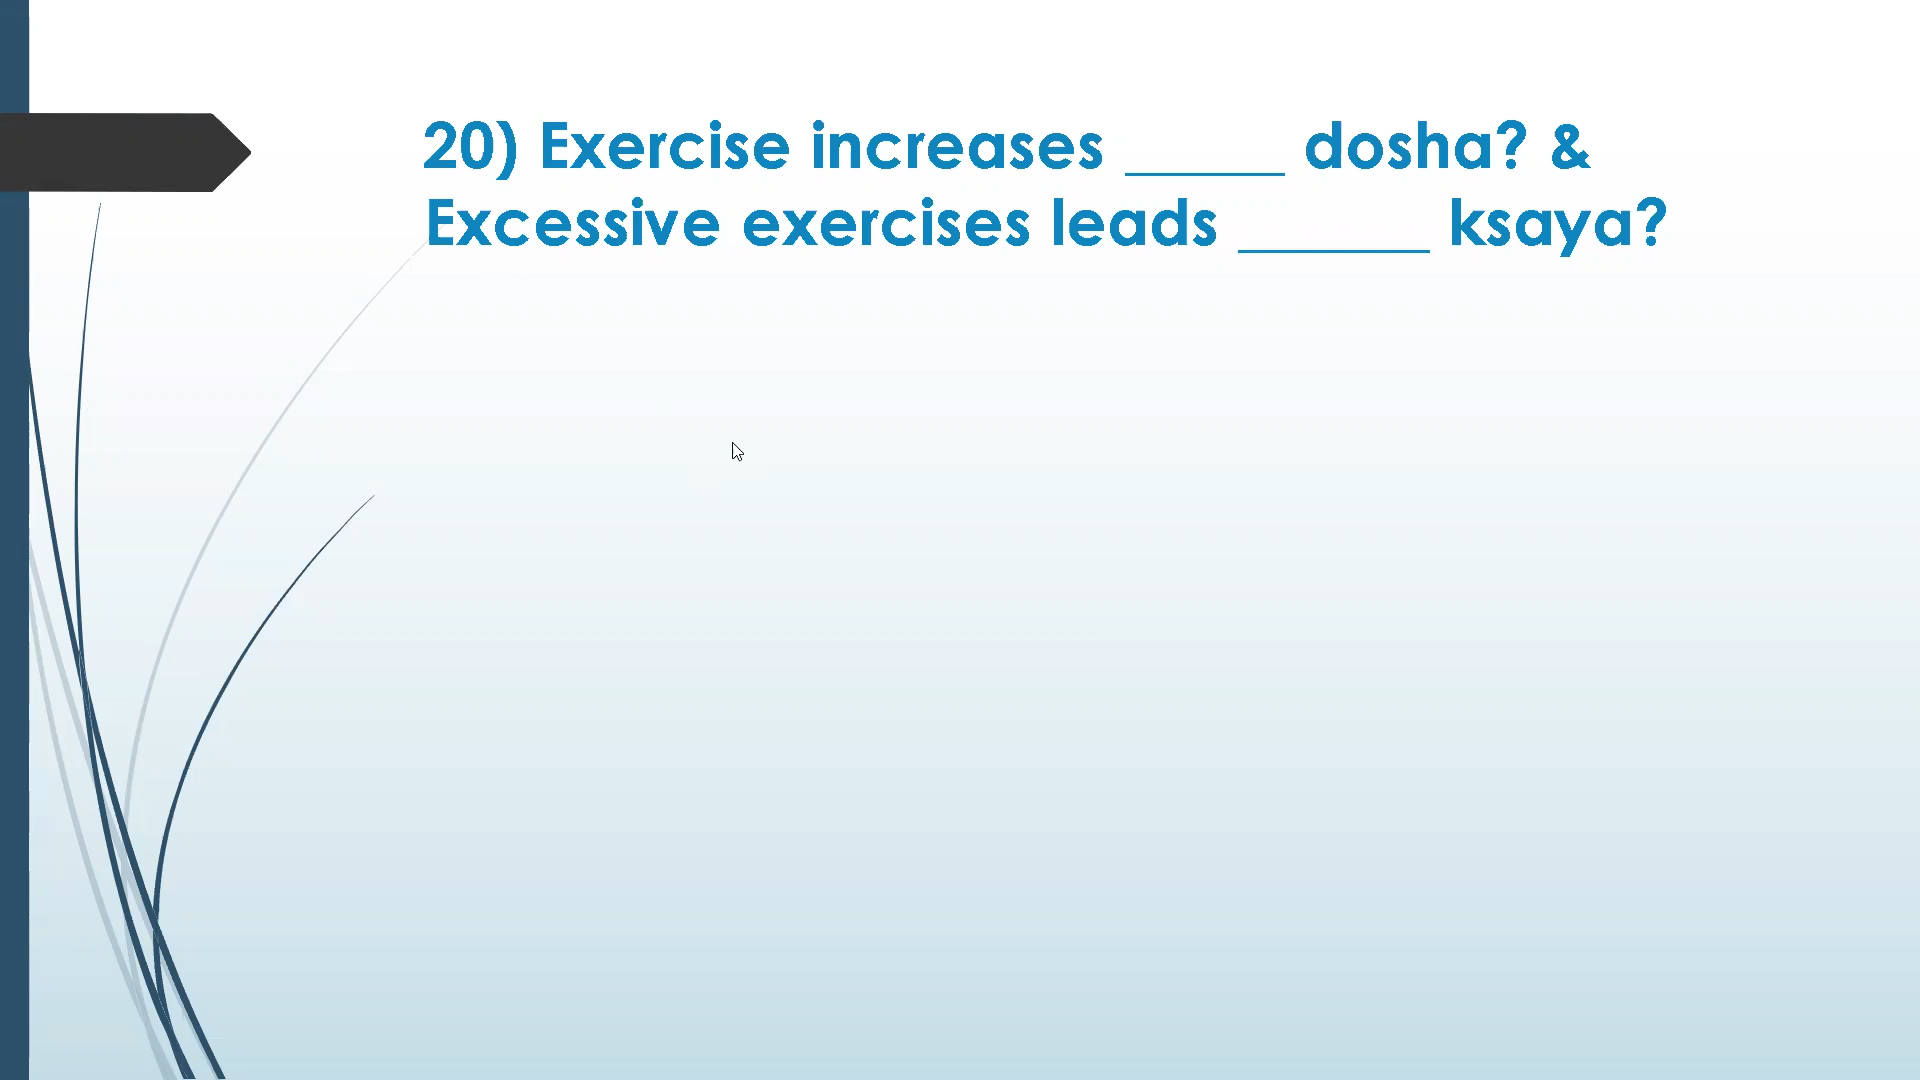 20) Exercise increases _____ dosha? &
Excessive exercises leads ______ ksaya?